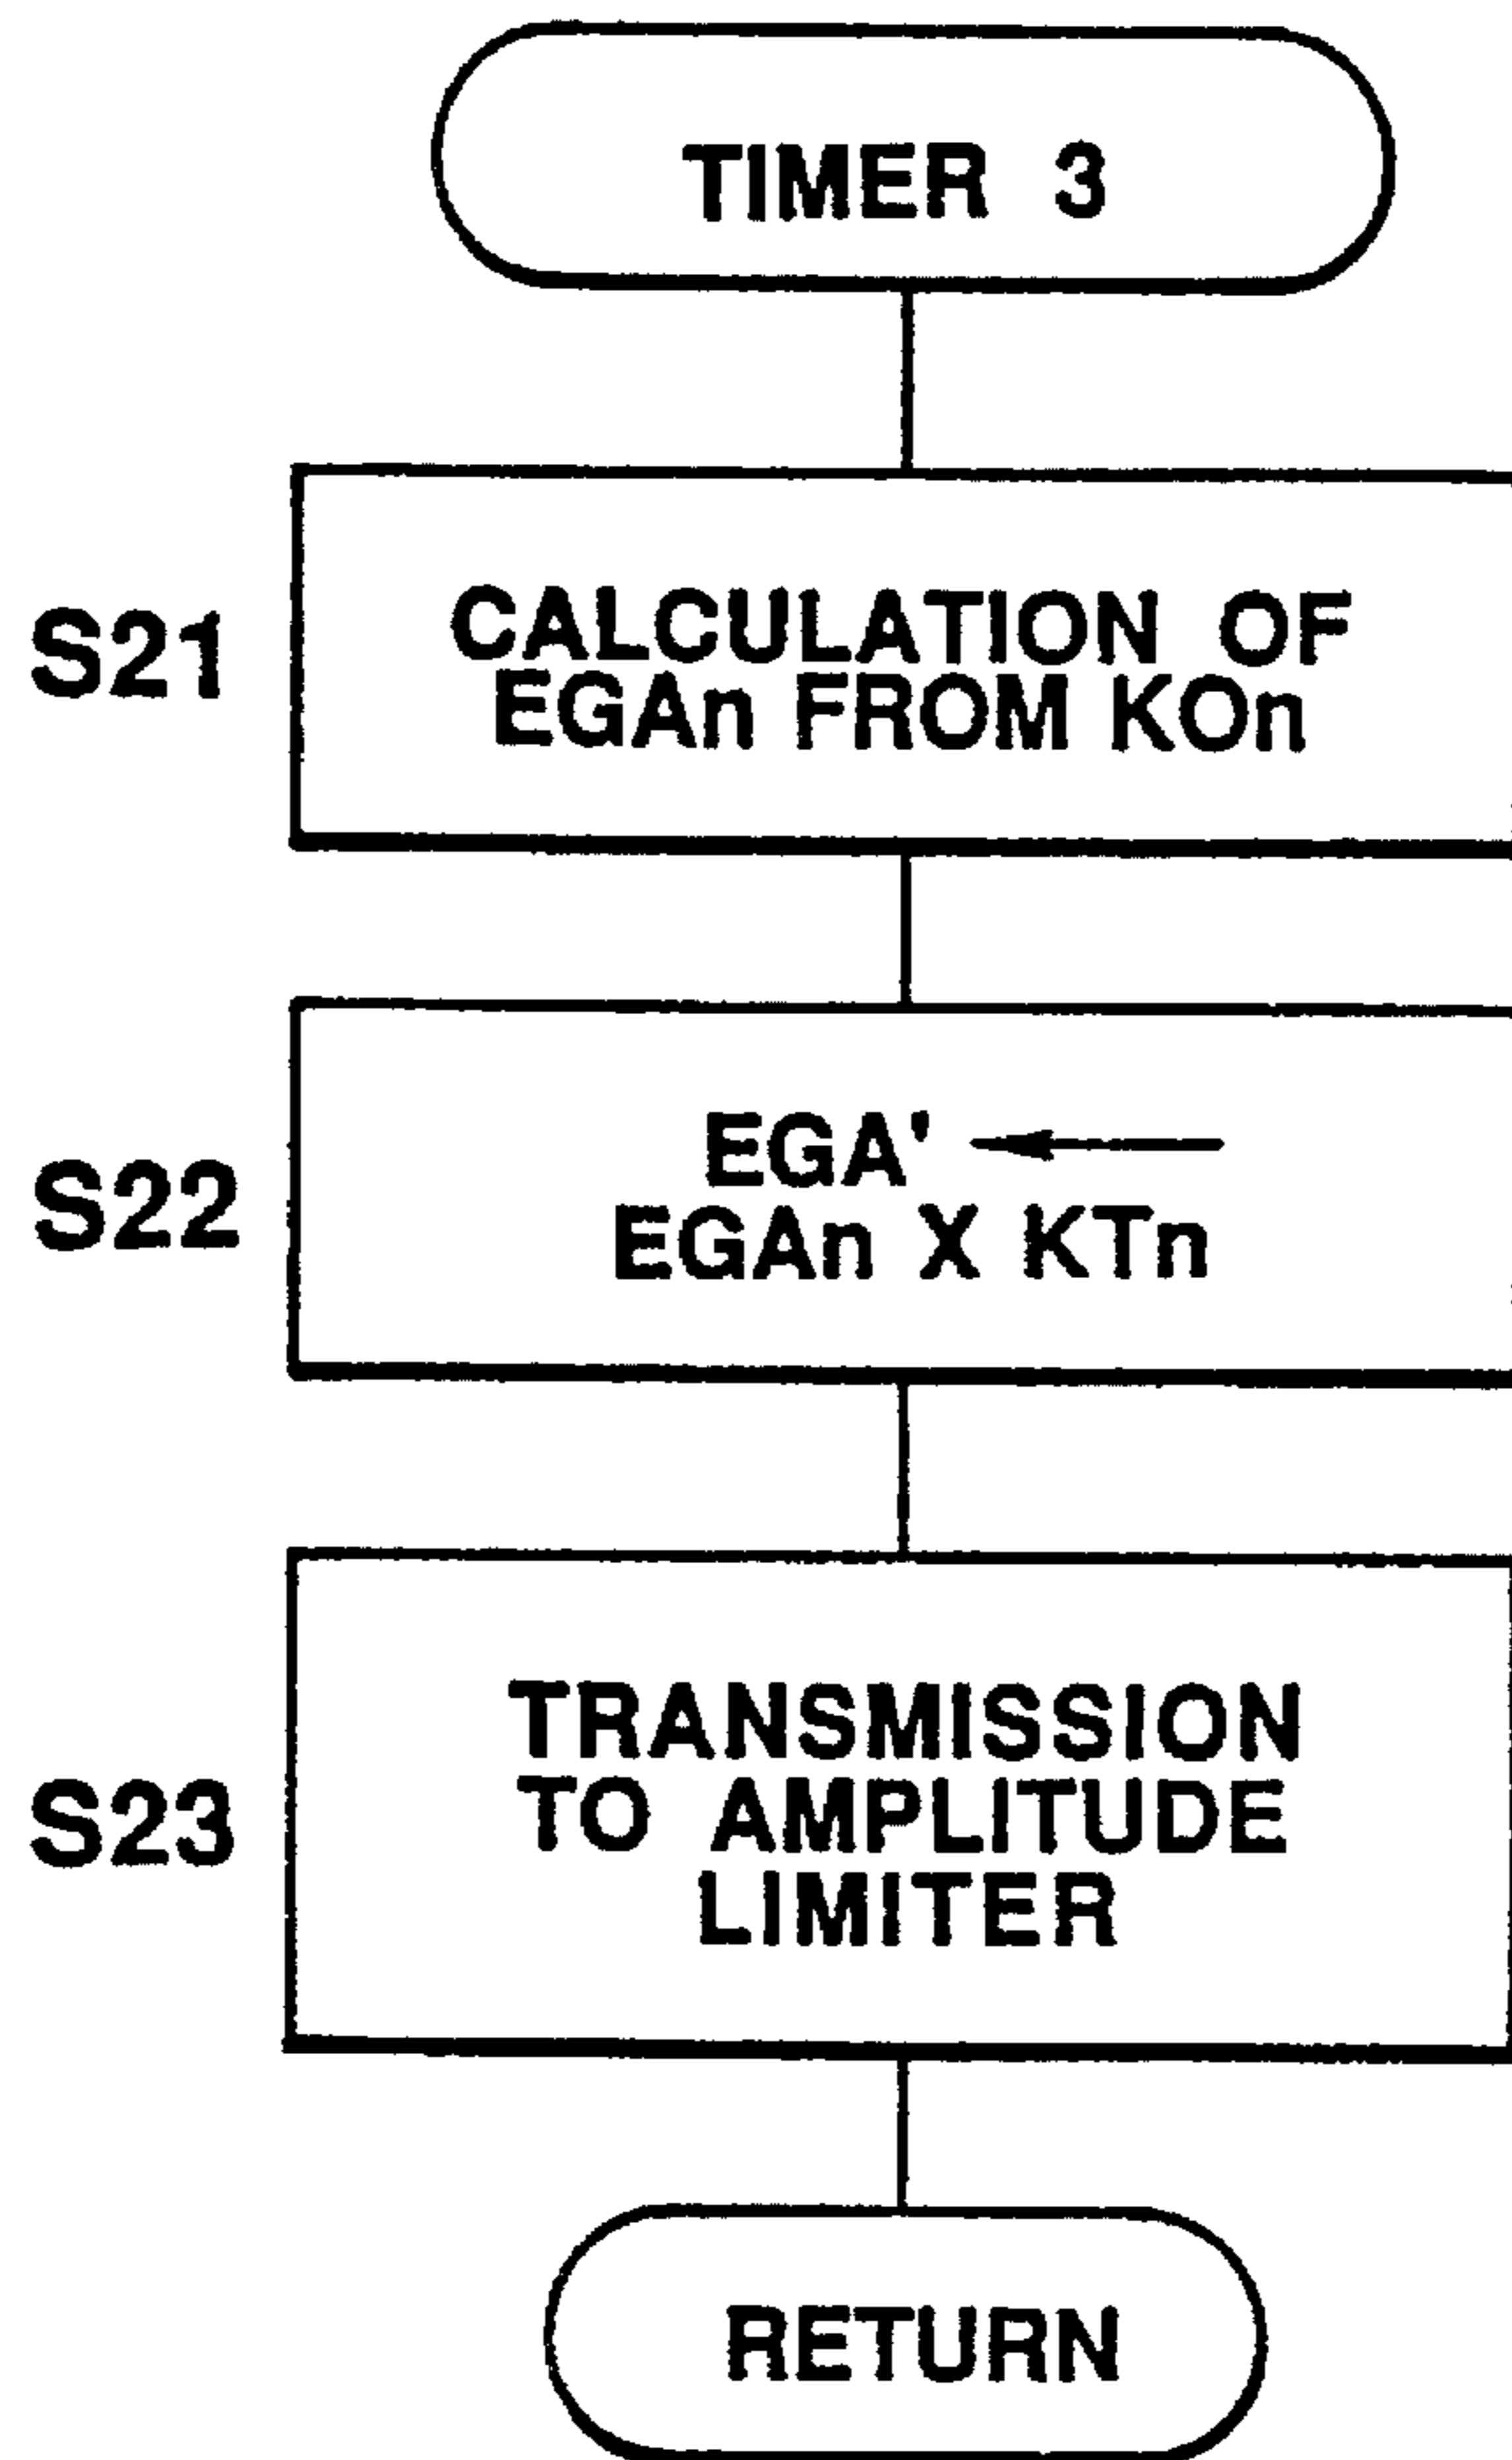 TIMER 3
S21
CALCULATION OF
EGAn FROM KOn
S22
EGA' ←
EGAn X KTn
S23
TRANSMISSION
TO AMPLITUDE
LIMITER
RETURN